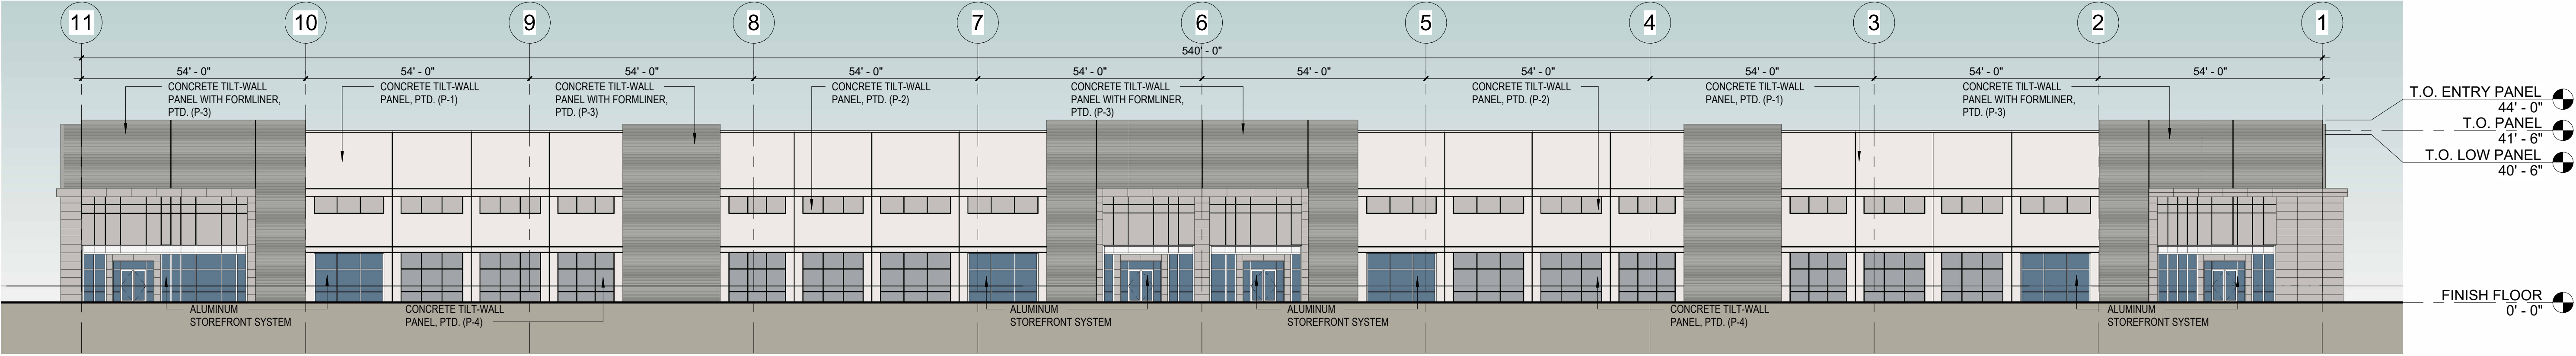 11 10 9 8 7 6 5 4 3 2 1
540' - 0"
54' - 0" 54' - 0" 54' - 0" 54' - 0" 54' - 0" 54' - 0" 54' - 0" 54' - 0" 54' - 0" 54' - 0"
CONCRETE TILT-WALL
PANEL WITH FORMLINER,
PTD. (P-3)
CONCRETE TILT-WALL
PANEL, PTD. (P-1)
CONCRETE TILT-WALL
PANEL WITH FORMLINER,
PTD. (P-3)
CONCRETE TILT-WALL
PANEL, PTD. (P-2)
CONCRETE TILT-WALL
PANEL WITH FORMLINER,
PTD. (P-3)
CONCRETE TILT-WALL
PANEL, PTD. (P-2)
CONCRETE TILT-WALL
PANEL, PTD. (P-1)
CONCRETE TILT-WALL
PANEL WITH FORMLINER,
PTD. (P-3)
T.O. ENTRY PANEL
44' - 0"
T.O. PANEL
41' - 6"
T.O. LOW PANEL
40' - 6"
FINISH FLOOR
0' - 0"
ALUMINUM
STOREFRONT SYSTEM
CONCRETE TILT-WALL
PANEL, PTD. (P-4)
ALUMINUM
STOREFRONT SYSTEM
ALUMINUM
STOREFRONT SYSTEM
CONCRETE TILT-WALL
PANEL, PTD. (P-4)
ALUMINUM
STOREFRONT SYSTEM